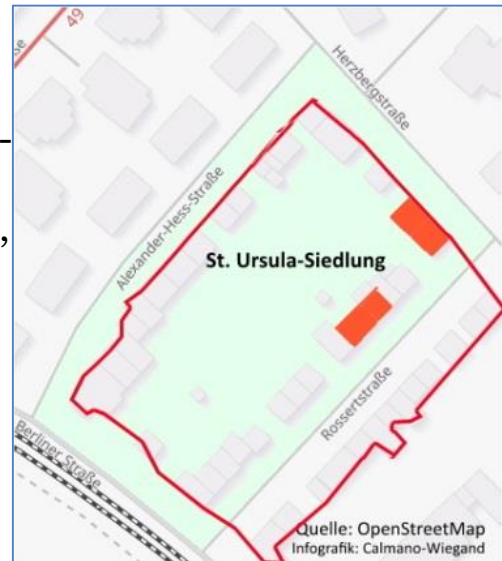 49
Herzbergstraße
Alexander-Hess-Straße
St. Ursula-Siedlung
Rossertstraße
Berliner Straße
Quelle: OpenStreetMap
Infografik: Calmano-Wiegand